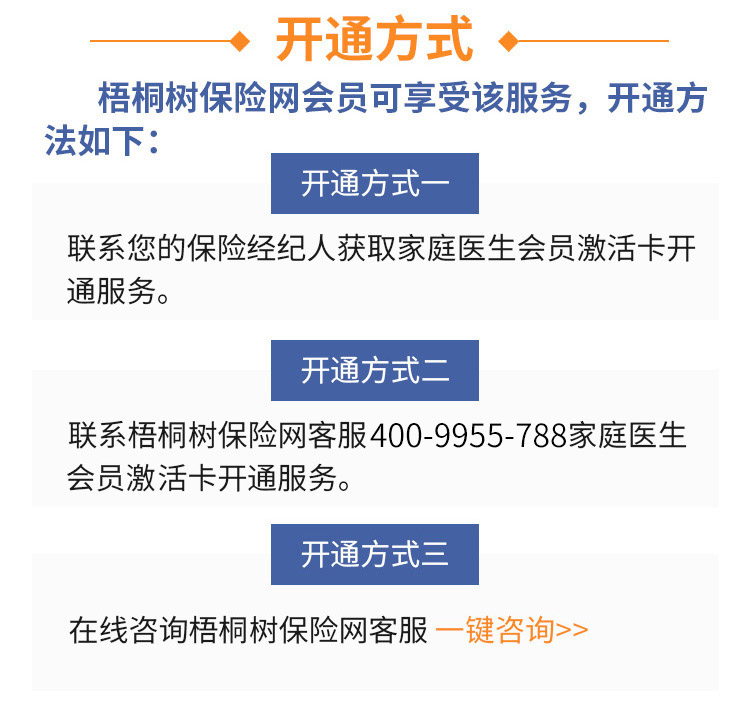 开通方式
梧桐树保险网会员可享受该服务，开通方
法如下：
开通方式一
联系您的保险经纪人获取家庭医生会员激活卡开
通服务。
开通方式二
联系梧桐树保险网客服400-9955-788家庭医生
会员激活卡开通服务。
开通方式三
在线咨询梧桐树保险网客服 一键咨询>>